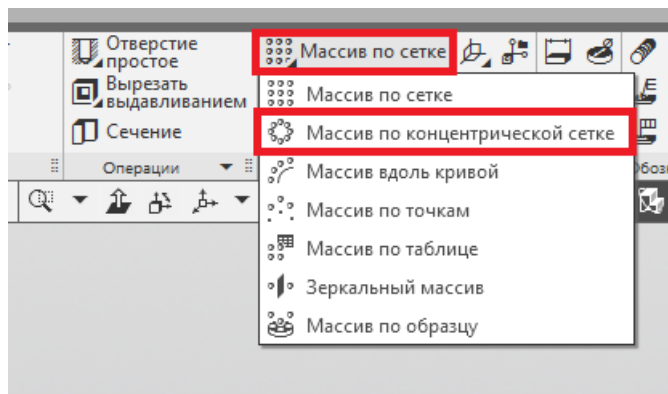 Отверстие
простое
Вырезать
выдавливанием
Сечение
Операции
Массив по сетке
Массив по сетке
Массив по концентрической сетке
Массив вдоль кривой
Массив по точкам
Массив по таблице
Зеркальный массив
Массив по образцу